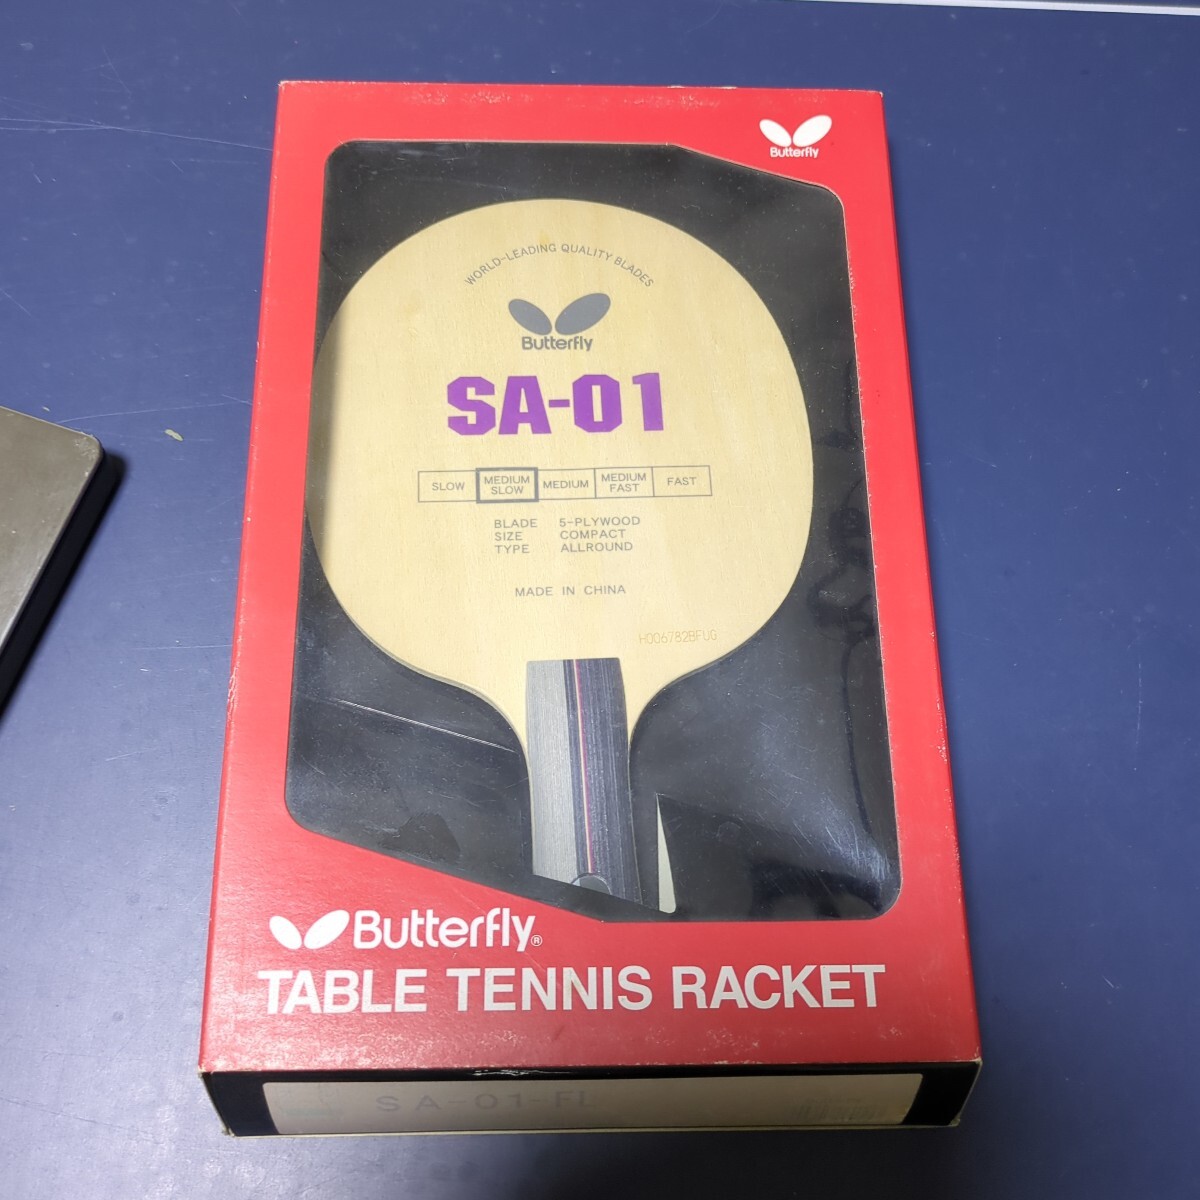 Butterfly
WORLD-LEADING QUALITY BLADES
Butterfly
SA-01
SLOW MEDIUM SLOW MEDIUM MEDIUM FAST FAST
BLADE 5-PLYWOOD
SIZE COMPACT
TYPE ALLROUND
MADE IN CHINA
H006782BFUG
Butterfly®
TABLE TENNIS RACKET
SA-01-FL